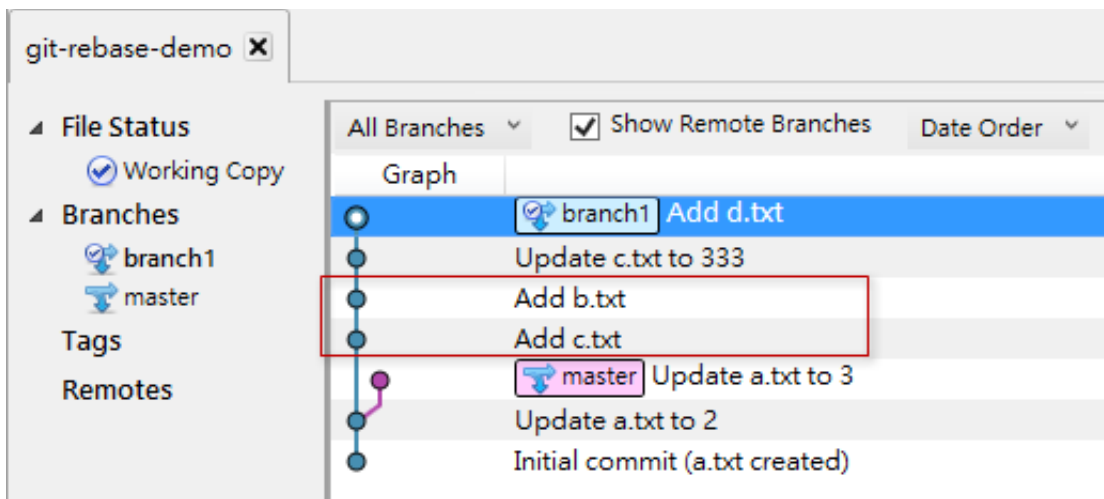 git-rebase-demo
File Status
Working Copy
Branches
branch1
master
Tags
Remotes
All Branches
Show Remote Branches
Date Order
Graph
branch1 Add d.txt
Update c.txt to 333
Add b.txt
Add c.txt
master Update a.txt to 3
Update a.txt to 2
Initial commit (a.txt created)